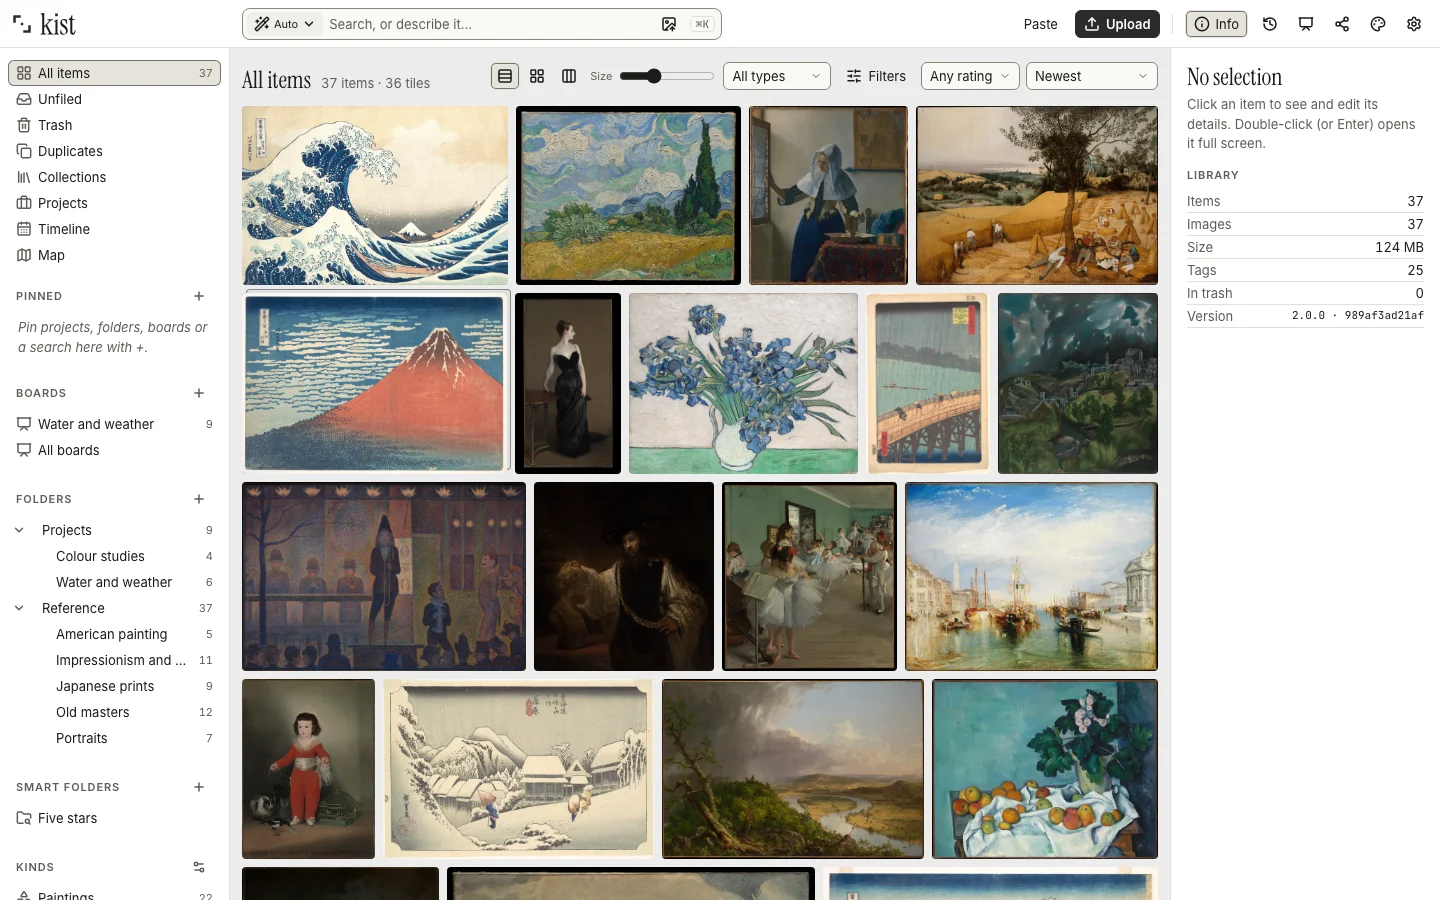 kist
Auto
Search, or describe it...
⌘K
Paste
Upload
Info
All items 37
Unfiled
Trash
Duplicates
Collections
Projects
Timeline
Map
PINNED
Pin projects, folders, boards or
a search here with +.
BOARDS
Water and weather 9
All boards
FOLDERS
Projects 9
Colour studies 4
Water and weather 6
Reference 37
American painting 5
Impressionism and ... 11
Japanese prints 9
Old masters 12
Portraits 7
SMART FOLDERS
Five stars
KINDS
Paintings 22
All items 37 items · 36 tiles
Size
All types
Filters
Any rating
Newest
No selection
Click an item to see and edit its
details. Double-click (or Enter) opens
it full screen.
LIBRARY
Items 37
Images 37
Size 124 MB
Tags 25
In trash 0
Version 2.0.0 · 989af3ad21af